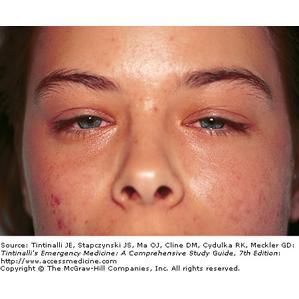 Source: Tintinalli JE, Stapczynski JS, Ma OJ, Cline DM, Cydulka RK, Meckler GD:
Tintinalli's Emergency Medicine: A Comprehensive Study Guide, 7th Edition:
http://www.accessmedicine.com
Copyright © The McGraw-Hill Companies, Inc. All rights reserved.